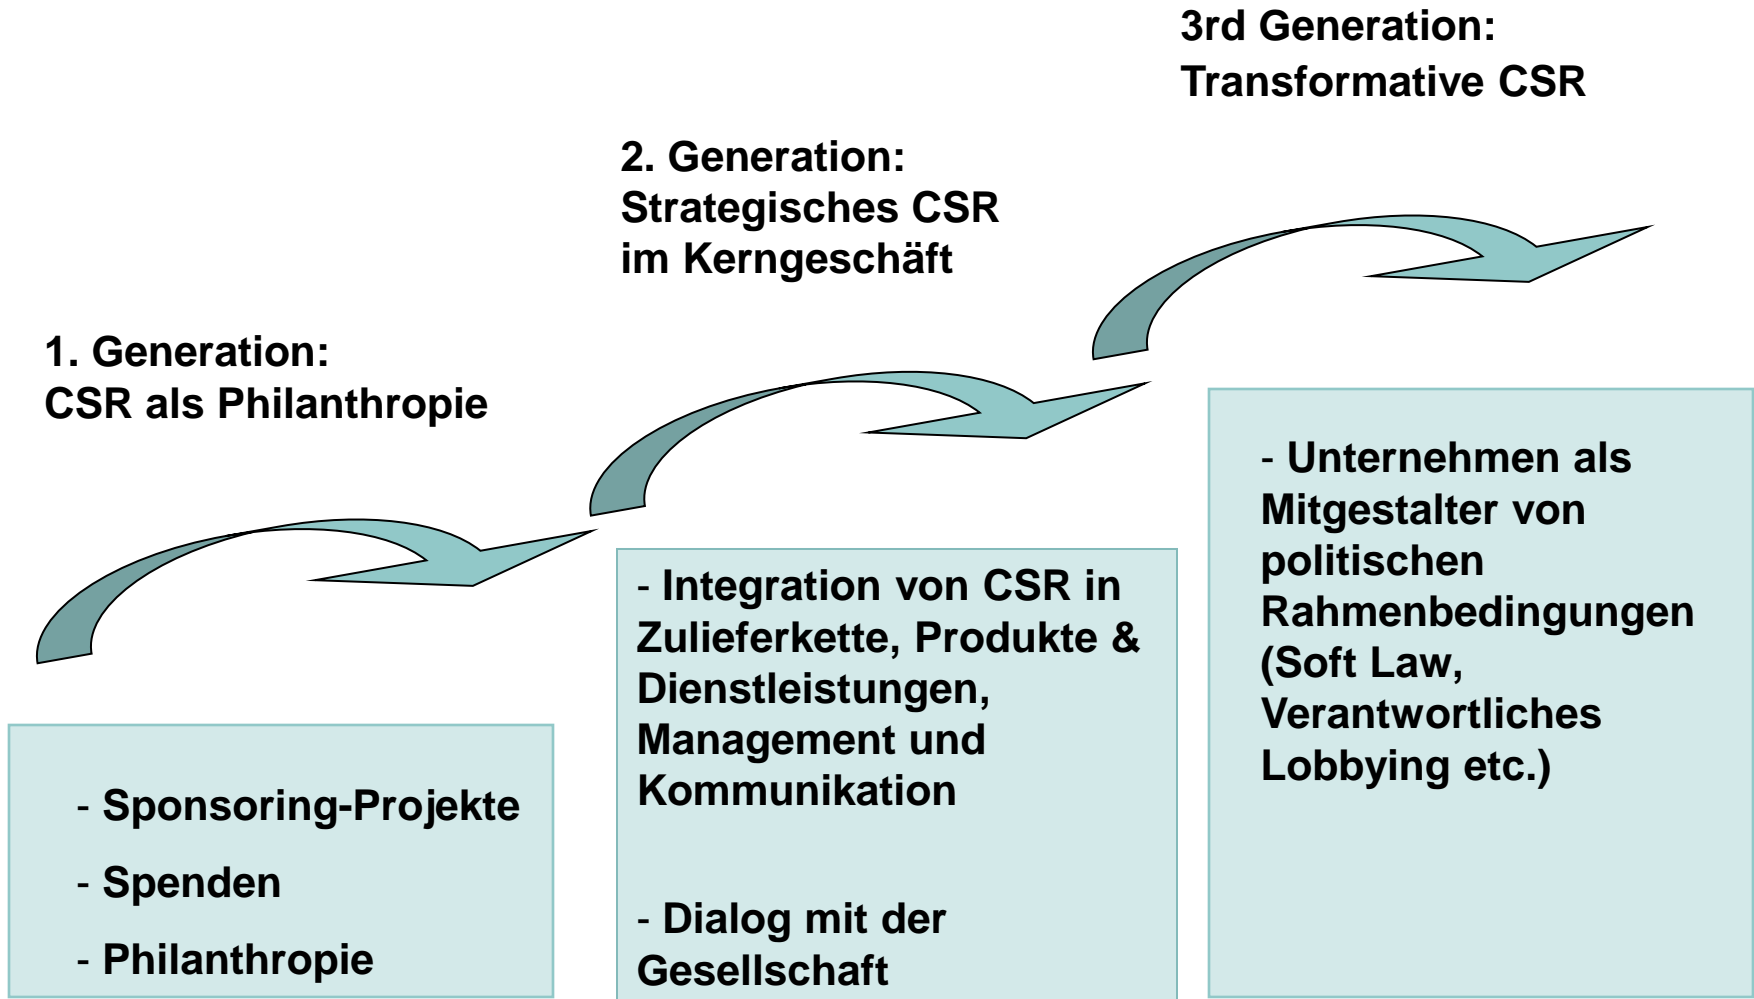 1. Generation:
CSR als Philanthropie
- Sponsoring-Projekte
- Spenden
- Philanthropie
2. Generation:
Strategisches CSR
im Kerngeschäft
- Integration von CSR in
Zulieferkette, Produkte &
Dienstleistungen,
Management und
Kommunikation
- Dialog mit der
Gesellschaft
3rd Generation:
Transformative CSR
- Unternehmen als
Mitgestalter von
politischen
Rahmenbedingungen
(Soft Law,
Verantwortliches
Lobbying etc.)